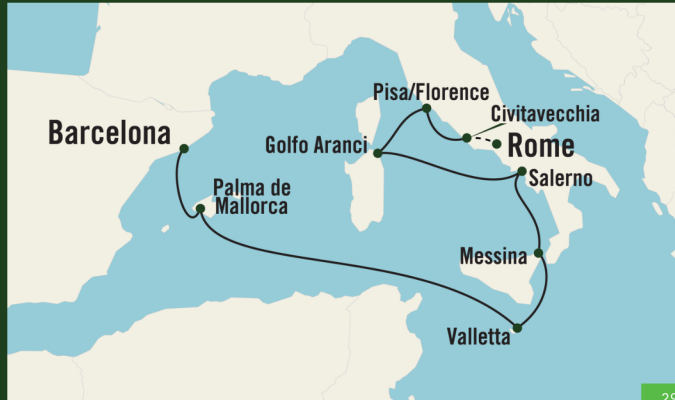 Pisa/Florence
Civitavecchia
Barcelona
Golfo Aranci
Rome
Salerno
Palma de
Mallorca
Messina
Valletta